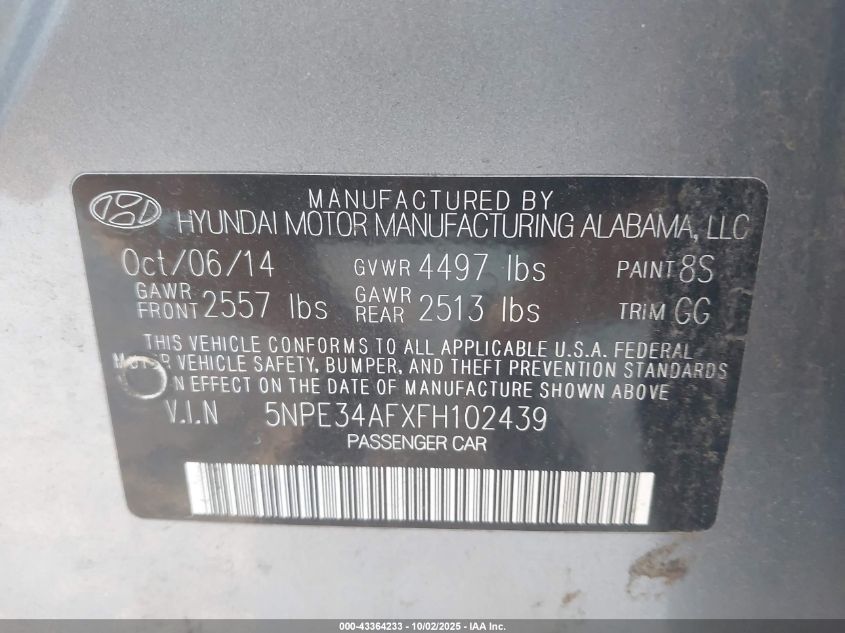 MANUFACTURED BY
HYUNDAI MOTOR MANUFACTURING ALABAMA, LLC
Oct/06/14 GVWR 4497 lbs PAINT 8S
GAWR FRONT 2557 lbs GAWR REAR 2513 lbs TRIM GG
THIS VEHICLE CONFORMS TO ALL APPLICABLE U.S.A. FEDERAL
MOTOR VEHICLE SAFETY, BUMPER, AND THEFT PREVENTION STANDARDS
IN EFFECT ON THE DATE OF MANUFACTURE SHOWN ABOVE
V.I.N 5NPE34AFXFH102439
PASSENGER CAR
000-43364233 - 10/02/2025 - IAA Inc.